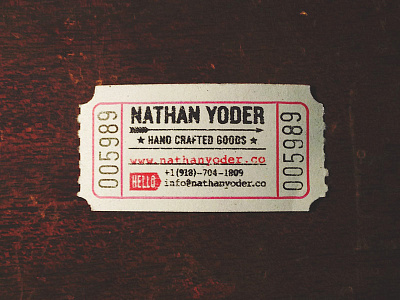 005989
NATHAN YODER
★ HAND CRAFTED GOODS ★
www.nathanyoder.co
HELLO
+1(918)-704-1809
info@nathanyoder.co
005989